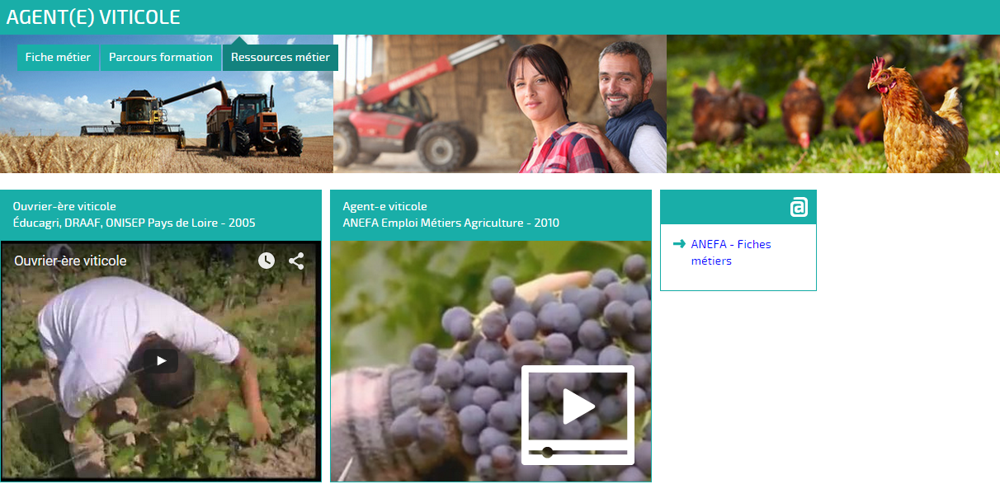 AGENT(E) VITICOLE
Fiche métier
Parcours formation
Ressources métier
Ouvrier-ère viticole
Éducagri, DRAAF, ONISEP Pays de Loire - 2005
Ouvrier-ère viticole
Agent-e viticole
ANEFA Emploi Métiers Agriculture - 2010
a
ANEFA - Fiches
métiers